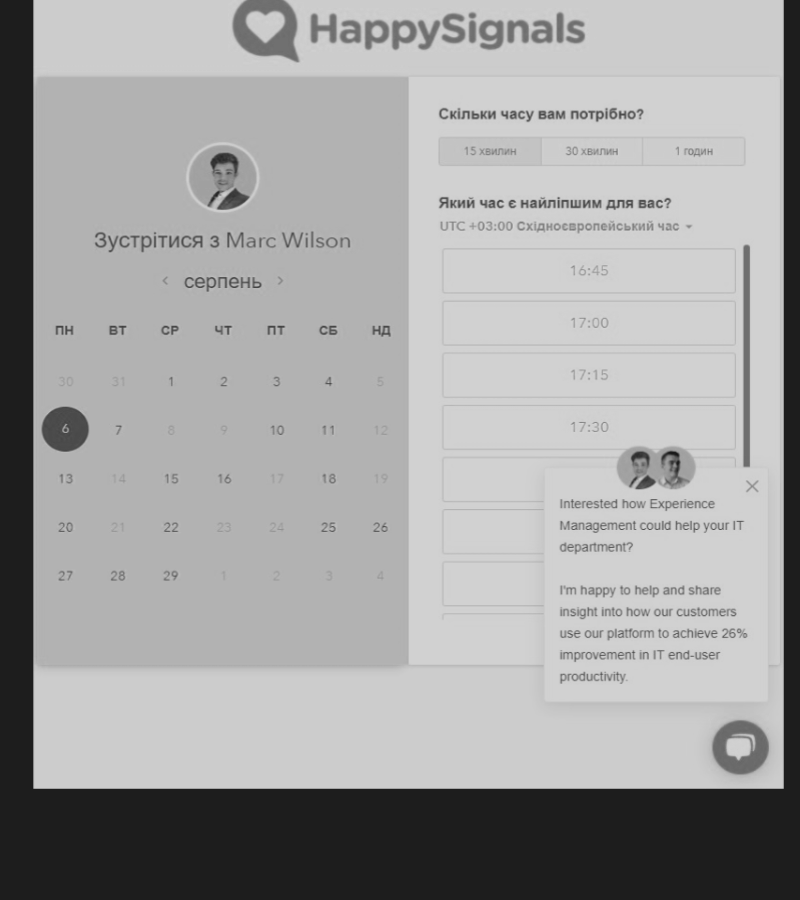 HappySignals
Зустрітися з Marc Wilson
серпень
ПН ВТ СР ЧТ ПТ СБ НД
30 31 1 2 3 4 5
6 7 8 9 10 11 12
13 14 15 16 17 18 19
20 21 22 23 24 25 26
27 28 29 1 2 3 4
Скільки часу вам потрібно?
15 хвилин 30 хвилин 1 годин
Який час є найліпшим для вас?
UTC +03:00 Східноєвропейський час
16:45
17:00
17:15
17:30
Interested how Experience
Management could help your IT
department?
I'm happy to help and share
insight into how our customers
use our platform to achieve 26%
improvement in IT end-user
productivity.